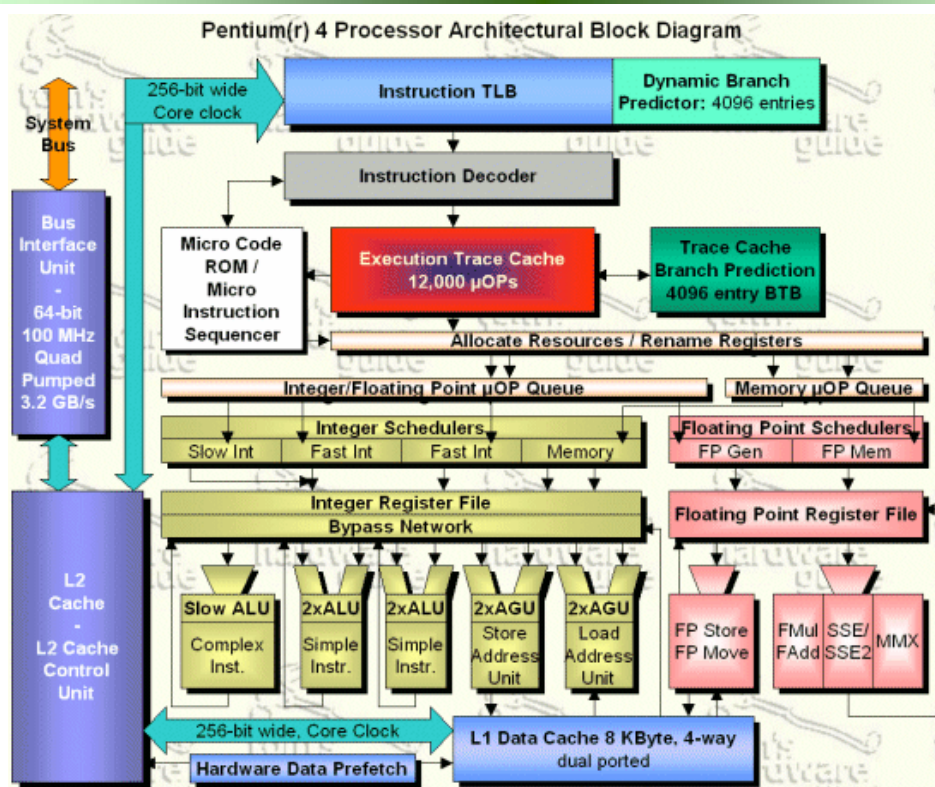 Pentium(r) 4 Processor Architectural Block Diagram
256-bit wide
Core clock
Instruction TLB
Dynamic Branch
Predictor: 4096 entries
System
Bus
Instruction Decoder
Bus
Interface
Unit
-
64-bit
100 MHz
Quad
Pumped
3.2 GB/s
Micro Code
ROM /
Micro
Instruction
Sequencer
Execution Trace Cache
12,000 µOPs
Trace Cache
Branch Prediction
4096 entry BTB
Allocate Resources / Rename Registers
Integer/Floating Point µOP Queue
Memory µOP Queue
Integer Schedulers
Slow Int
Fast Int
Fast Int
Memory
Floating Point Schedulers
FP Gen
FP Mem
Integer Register File
Bypass Network
Floating Point Register File
L2
Cache
-
L2 Cache
Control
Unit
Slow ALU
Complex
Inst.
2xALU
Simple
Instr.
2xALU
Simple
Instr.
2xAGU
Store
Address
Unit
2xAGU
Load
Address
Unit
FP Store
FP Move
FMul
FAdd
SSE/
SSE2
MMX
256-bit wide, Core Clock
L1 Data Cache 8 KByte, 4-way
dual ported
Hardware Data Prefetch